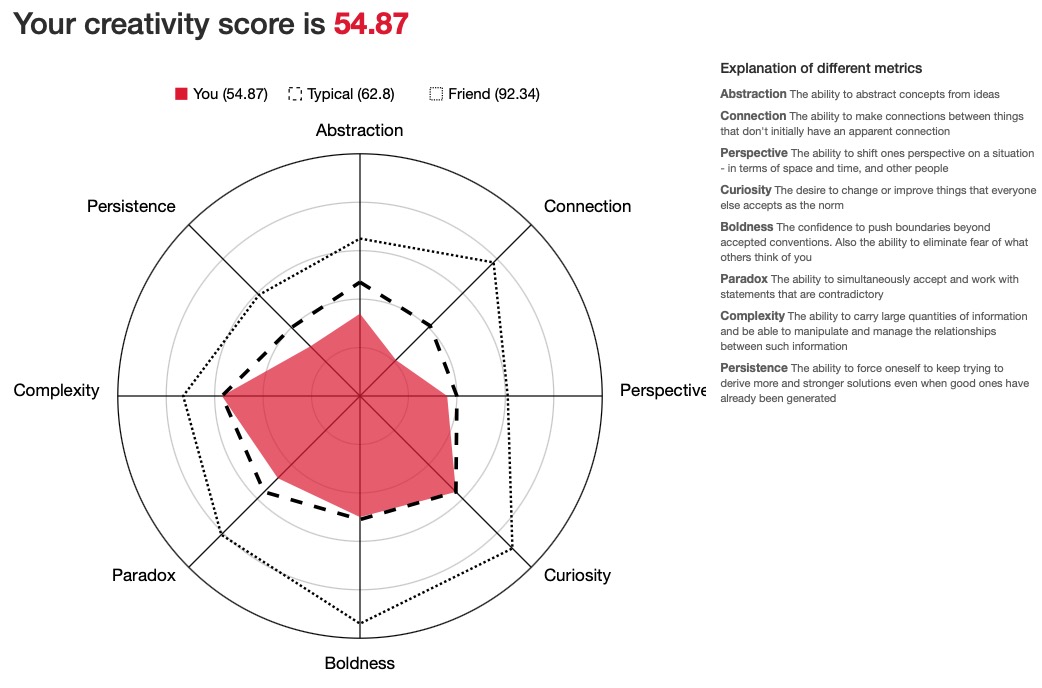 Your creativity score is 54.87
You (54.87)
Typical (62.8)
Friend (92.34)
Abstraction
Persistence
Connection
Complexity
Perspective
Paradox
Curiosity
Boldness
Explanation of different metrics
Abstraction The ability to abstract concepts from ideas
Connection The ability to make connections between things
that don't initially have an apparent connection
Perspective The ability to shift ones perspective on a situation
- in terms of space and time, and other people
Curiosity The desire to change or improve things that everyone
else accepts as the norm
Boldness The confidence to push boundaries beyond
accepted conventions. Also the ability to eliminate fear of what
others think of you
Paradox The ability to simultaneously accept and work with
statements that are contradictory
Complexity The ability to carry large quantities of information
and be able to manipulate and manage the relationships
between such information
Persistence The ability to force oneself to keep trying to
derive more and stronger solutions even when good ones have
already been generated